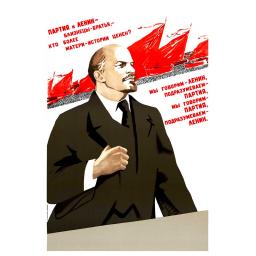 ПАРТИЯ и ЛЕНИН—
БЛИЗНЕЦЫ-БРАТЬЯ,—
КТО БОЛЕЕ
МАТЕРИ-ИСТОРИИ ЦЕНЕН?
МЫ ГОВОРИМ—ЛЕНИН,
ПОДРАЗУМЕВАЕМ—
ПАРТИЯ,
МЫ ГОВОРИМ—
ПАРТИЯ,
ПОДРАЗУМЕВАЕМ—
ЛЕНИН.